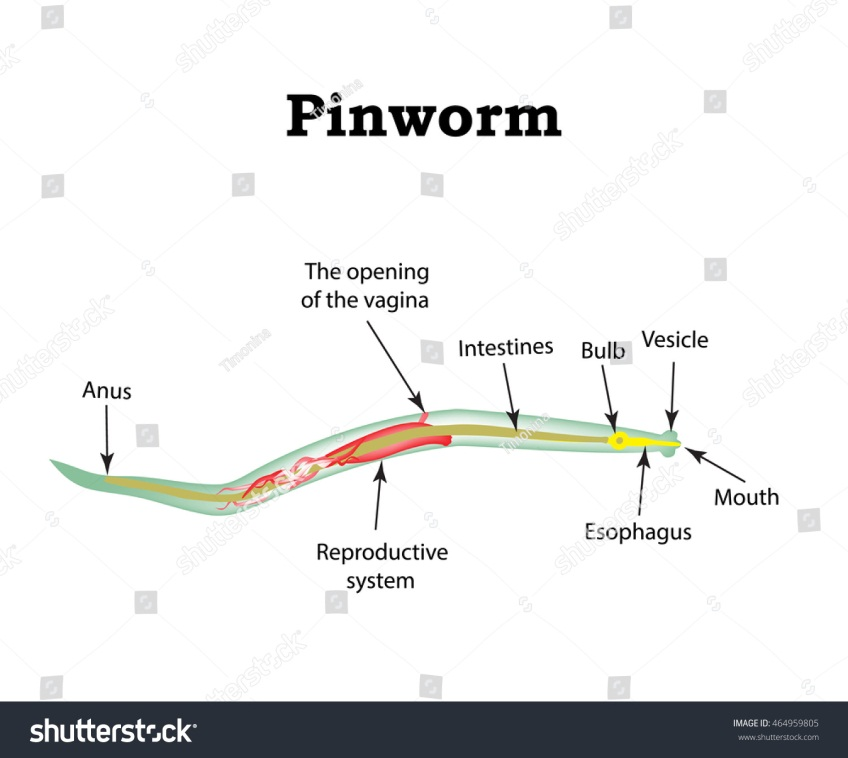 Pinworm
The opening
of the vagina
Intestines
Bulb
Vesicle
Anus
Mouth
Esophagus
Reproductive
system
shutterstock
Timonina
IMAGE ID: 464959805
www.shutterstock.com